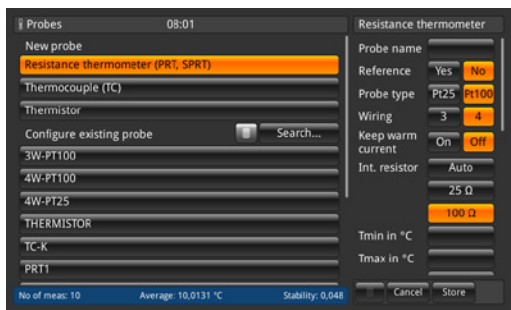 Probes 08:01
New probe
Resistance thermometer (PRT, SPRT)
Thermocouple (TC)
Thermistor
Configure existing probe Search...
3W-PT100
4W-PT100
4W-PT25
THERMISTOR
TC-K
PRT1
No of meas: 10 Average: 10,0131 °C Stability: 0,048
Resistance thermometer
Probe name
Reference Yes No
Probe type Pt25 Pt100
Wiring 3 4
Keep warm
current On Off
Int. resistor Auto
25 Ω
100 Ω
Tmin in °C
Tmax in °C
Cancel Store